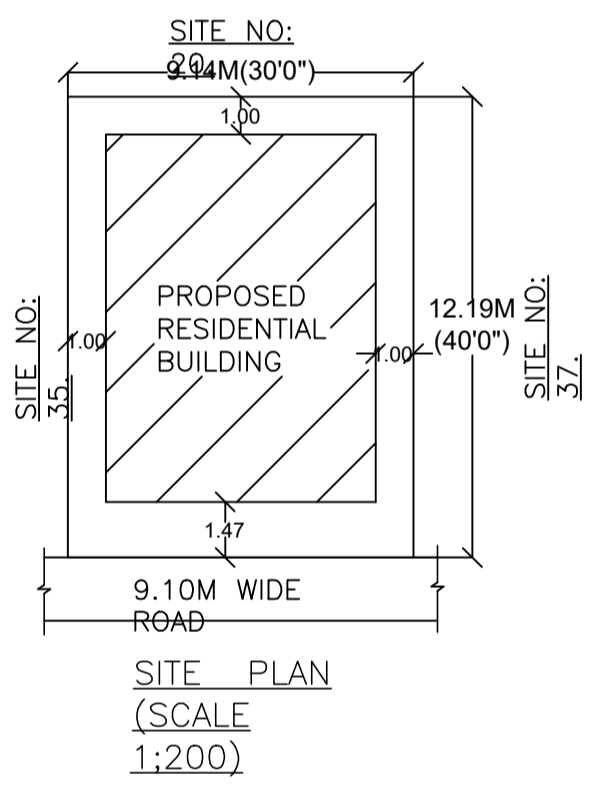 SITE NO:
20.
9.14M(30'0")
1.00
PROPOSED
RESIDENTIAL
BUILDING
12.19M
(40'0")
SITE NO:
35.
1.00
1.00
SITE NO:
37.
1.47
9.10M WIDE
ROAD
SITE PLAN
(SCALE
1;200)